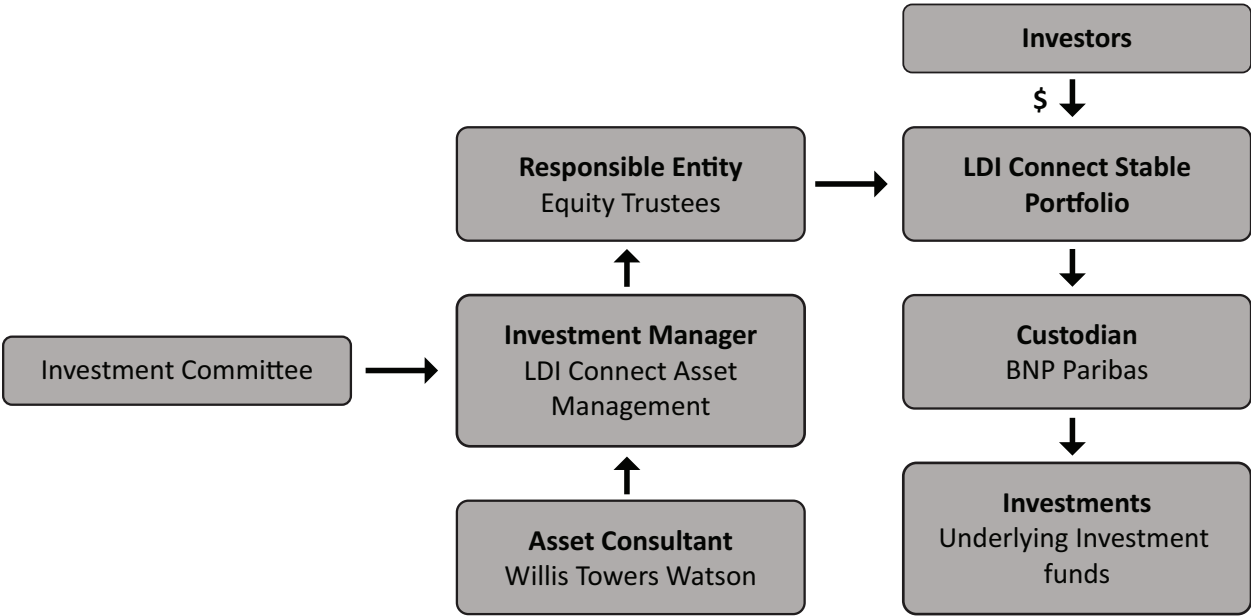 Investors
$
Responsible Entity
Equity Trustees
LDI Connect Stable
Portfolio
Investment Manager
LDI Connect Asset
Management
Custodian
BNP Paribas
Investment Committee
Asset Consultant
Willis Towers Watson
Investments
Underlying Investment
funds